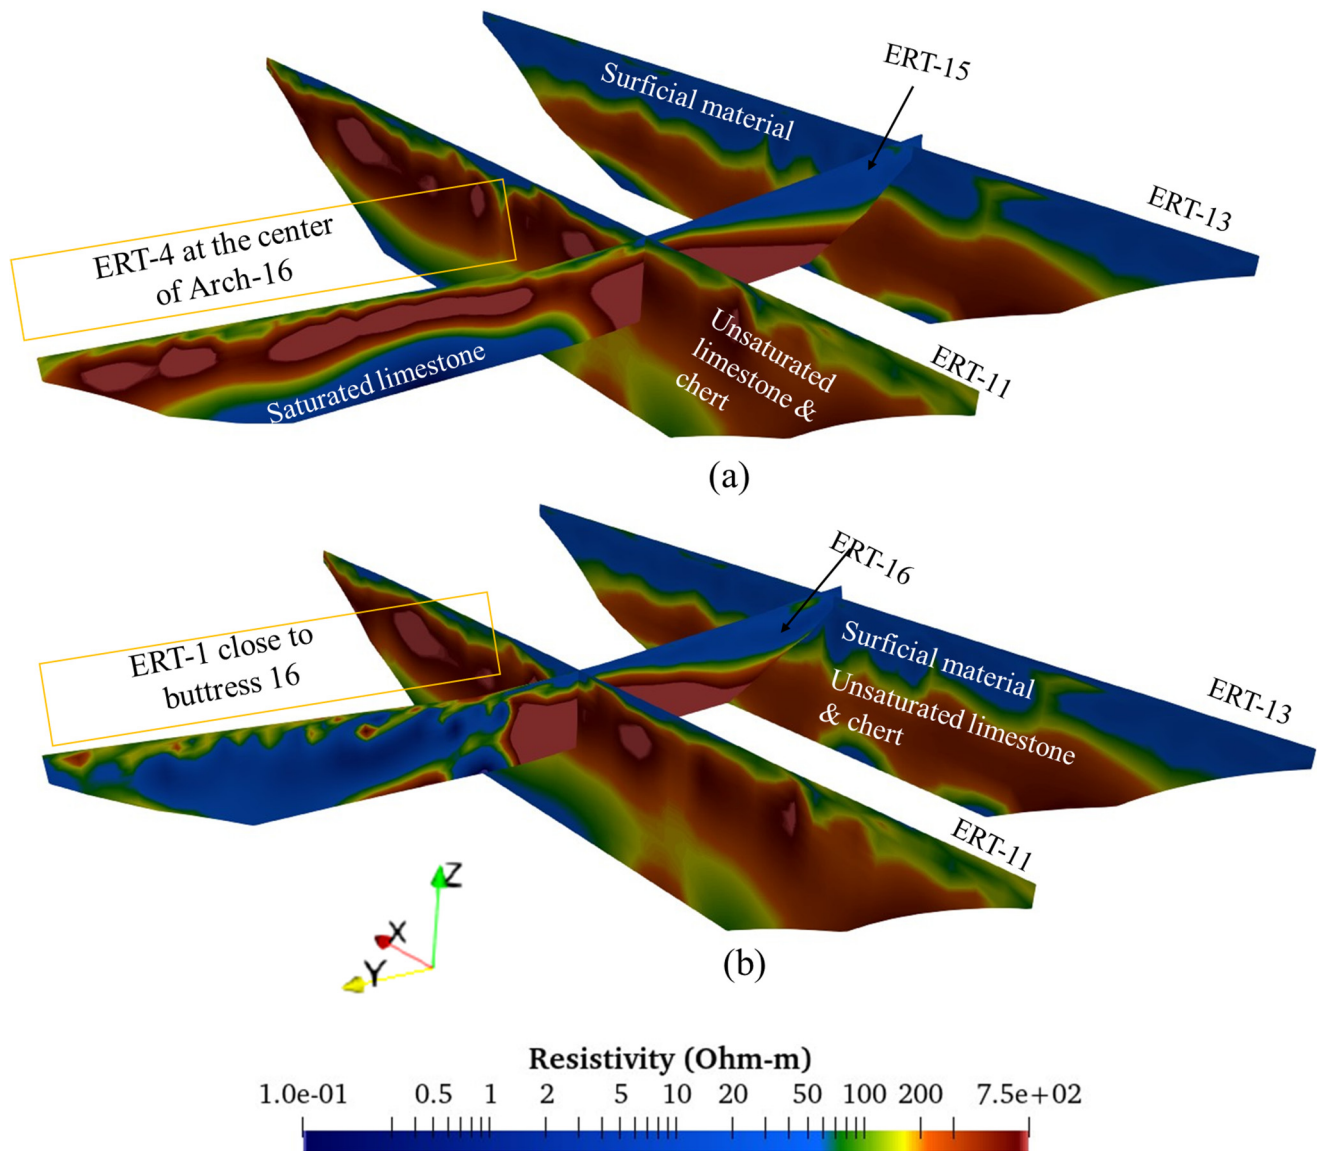 ERT-15
Surficial material
ERT-13
ERT-4 at the center
of Arch-16
Unsaturated
limestone &
chert
ERT-11
Saturated limestone
(a)
ERT-16
ERT-1 close to
buttress 16
Surficial material
Unsaturated limestone
& chert
ERT-13
ERT-11
Z
X
Y
(b)
Resistivity (Ohm-m)
1.0e-01 0.5 1 2 5 10 20 50 100 200 7.5e+02